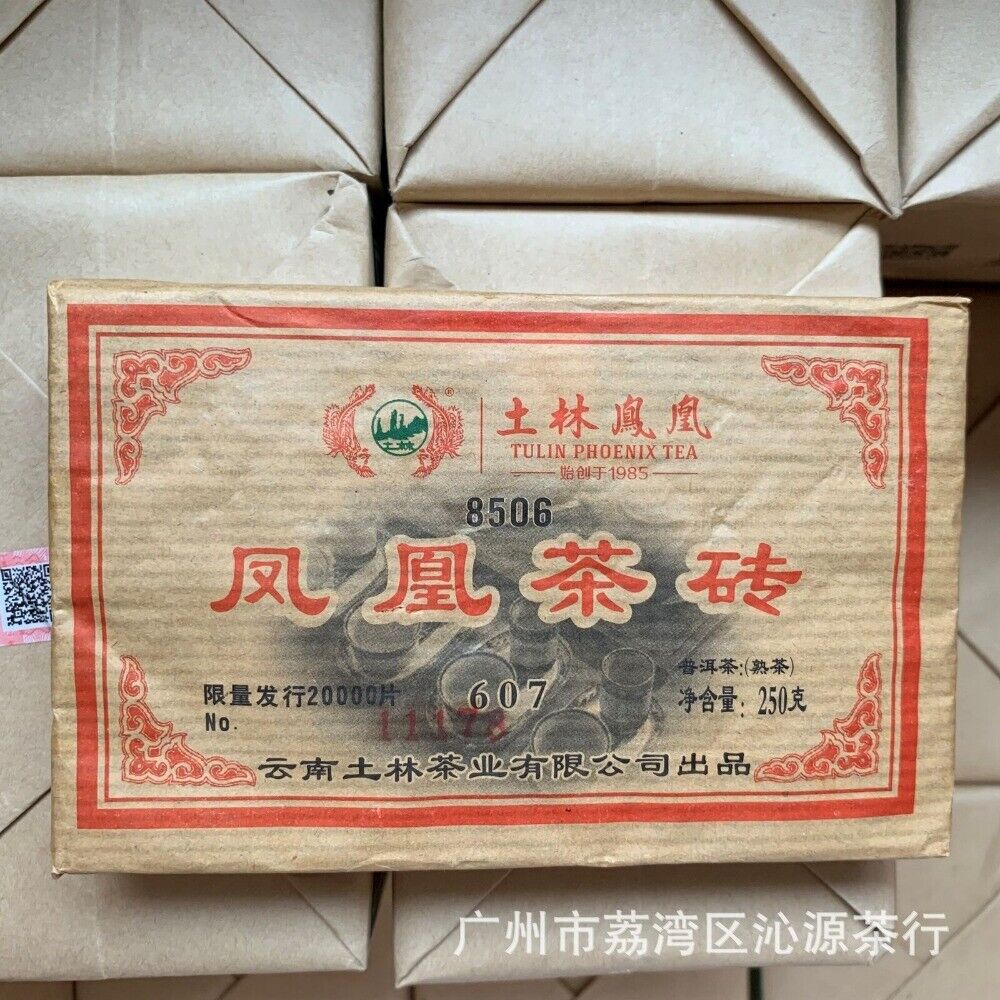 土林
®
土林鳳凰
TULIN PHOENIX TEA
始创于1985
8506
凤凰茶砖
普洱茶:(熟茶)
限量发行20000片
607
净含量: 250克
No.
11178
云南土林茶业有限公司出品
广州市荔湾区沁源茶行